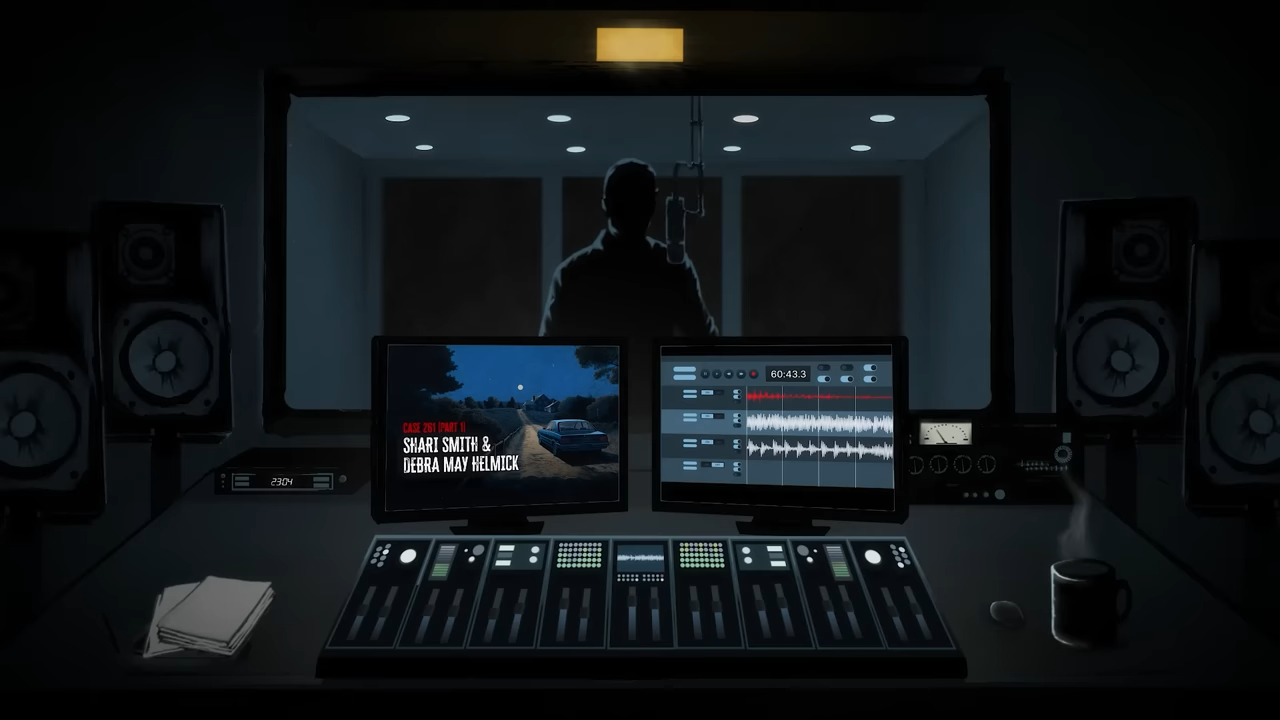 CASE 261 (PART 1)
SHARI SMITH &
DEBRA MAY HELMICK
60:43.3
2304